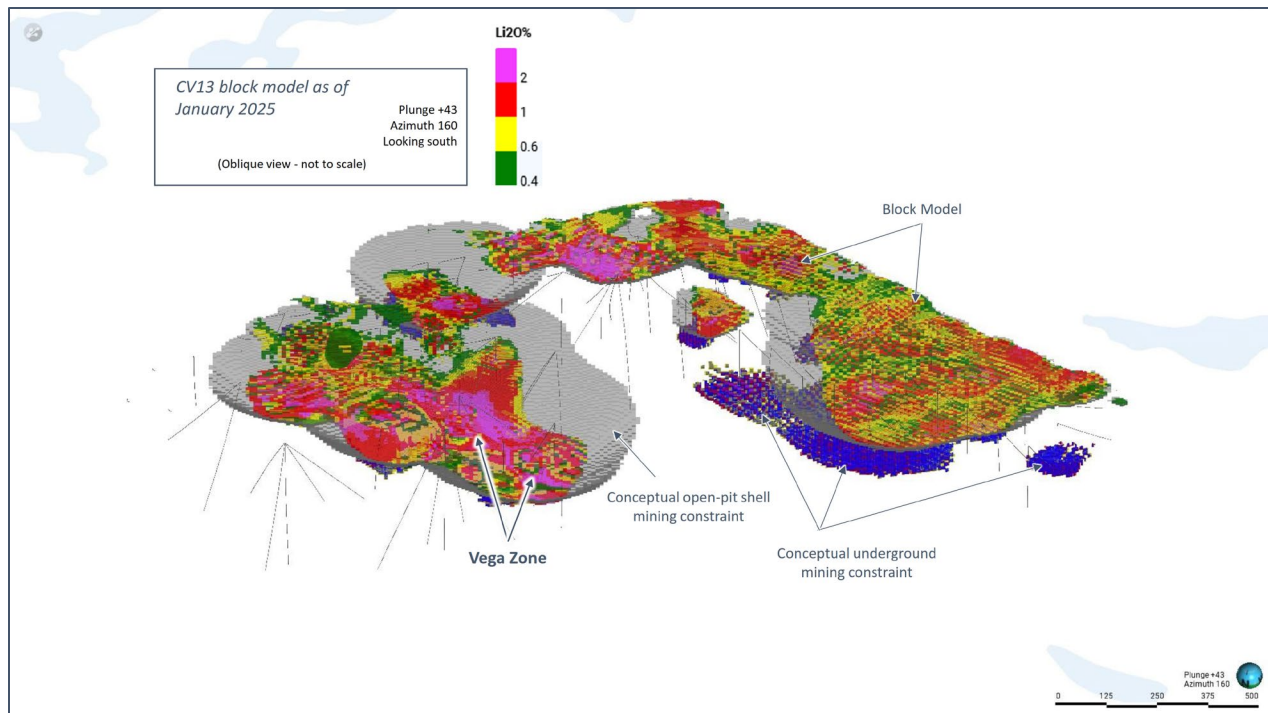 Li2O%
2
1
0.6
0.4
CV13 block model as of
January 2025
Plunge +43
Azimuth 160
Looking south
(Oblique view - not to scale)
Block Model
Conceptual open-pit shell
mining constraint
Vega Zone
Conceptual underground
mining constraint
Plunge +43
Azimuth 160
0 125 250 375 500